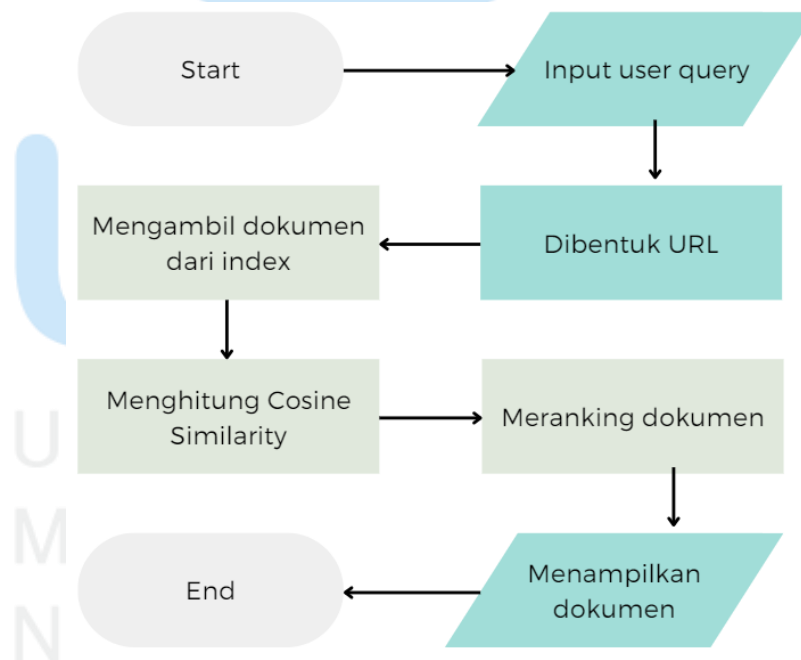 Start
Input user query
Dibentuk URL
Mengambil dokumen
dari index
Menghitung Cosine
Similarity
Meranking dokumen
Menampilkan
dokumen
End
U
M
N